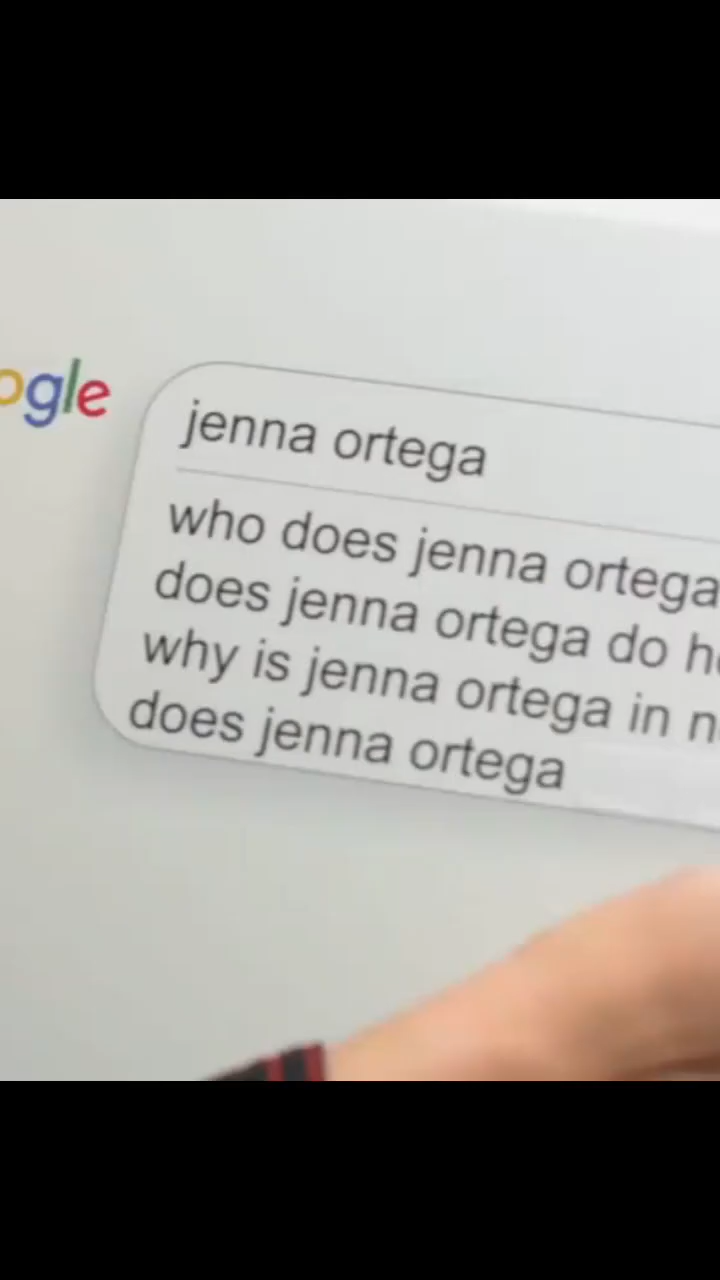 ogle
jenna ortega
who does jenna ortega
does jenna ortega do h
why is jenna ortega in n
does jenna ortega